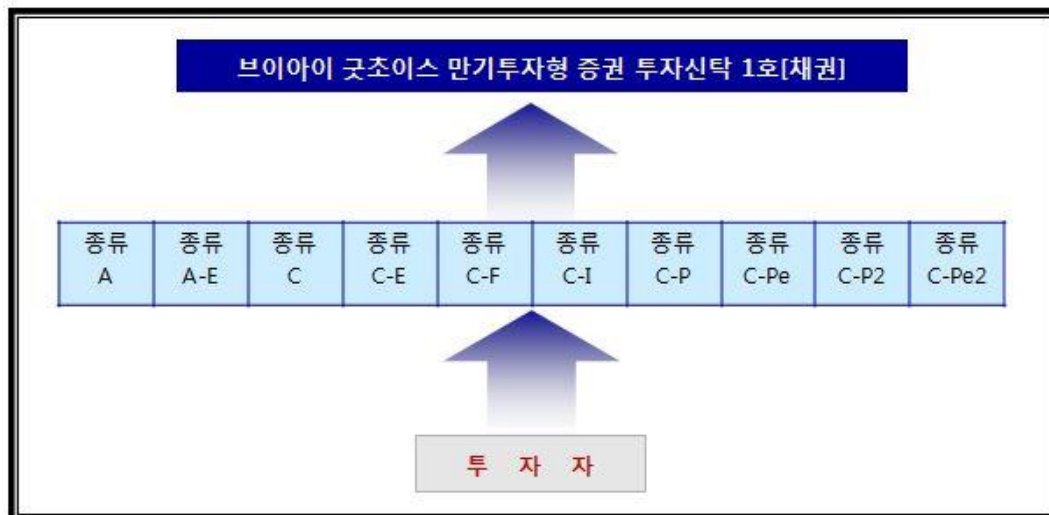 브이아이 굿초이스 만기투자형 증권 투자신탁 1호[채권]
종류 종류 종류 종류 종류 종류 종류 종류 종류 종류
A A-E C C-E C-F C-I C-P C-Pe C-P2 C-Pe2
투 자 자